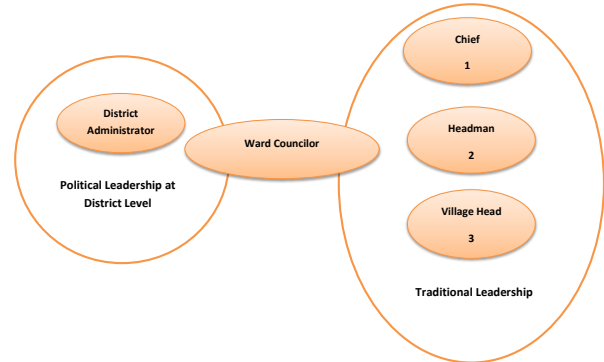 District
Administrator
Political Leadership at
District Level
Ward Councilor
Chief
1
Headman
2
Village Head
3
Traditional Leadership